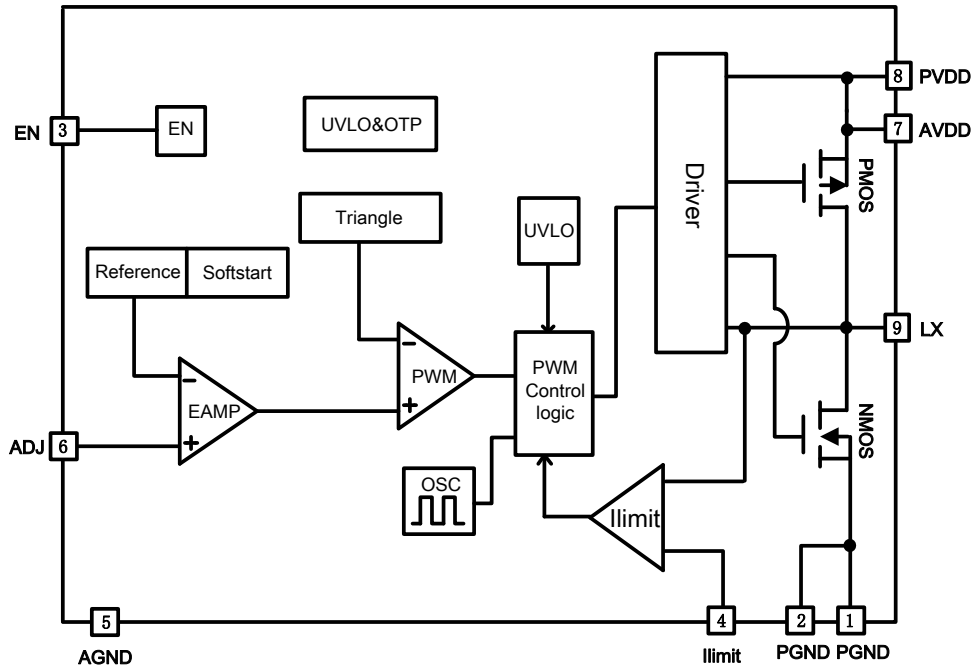 8 PVDD
EN 3 EN
UVLO&OTP
7 AVDD
PMOS
Driver
Triangle
UVLO
Reference Softstart
9 LX
-
PWM
+
PWM
Control
logic
-
EAMP
+
ADJ 6
NMOS
OSC
Ilimit
5
AGND
4
Ilimit
2
PGND
1
PGND